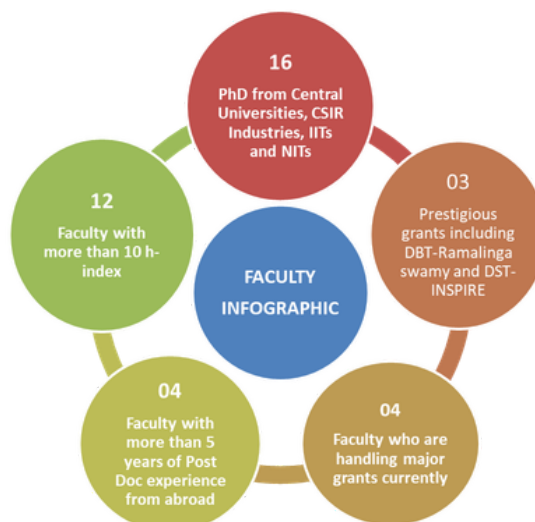 16
PhD from Central
Universities, CSIR
Industries, IITs
and NITs
03
Prestigious
grants including
DBT-Ramalinga
swamy and DST-
INSPIRE
04
Faculty who are
handling major
grants currently
04
Faculty with
more than 5
years of Post
Doc experience
from abroad
12
Faculty with
more than 10 h-
index
FACULTY
INFOGRAPHIC